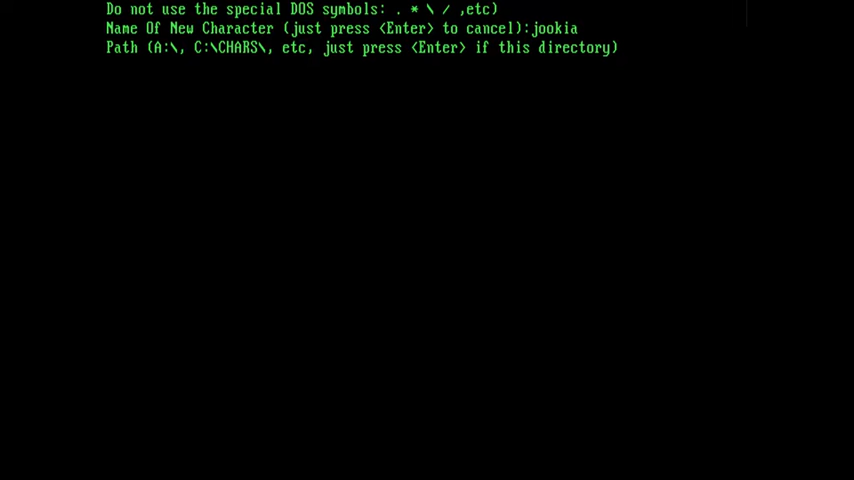 Do not use the special DOS symbols: . * \ / ,etc)
Name Of New Character (just press <Enter> to cancel):jookia
Path (A:\, C:\CHARS\, etc, just press <Enter> if this directory)